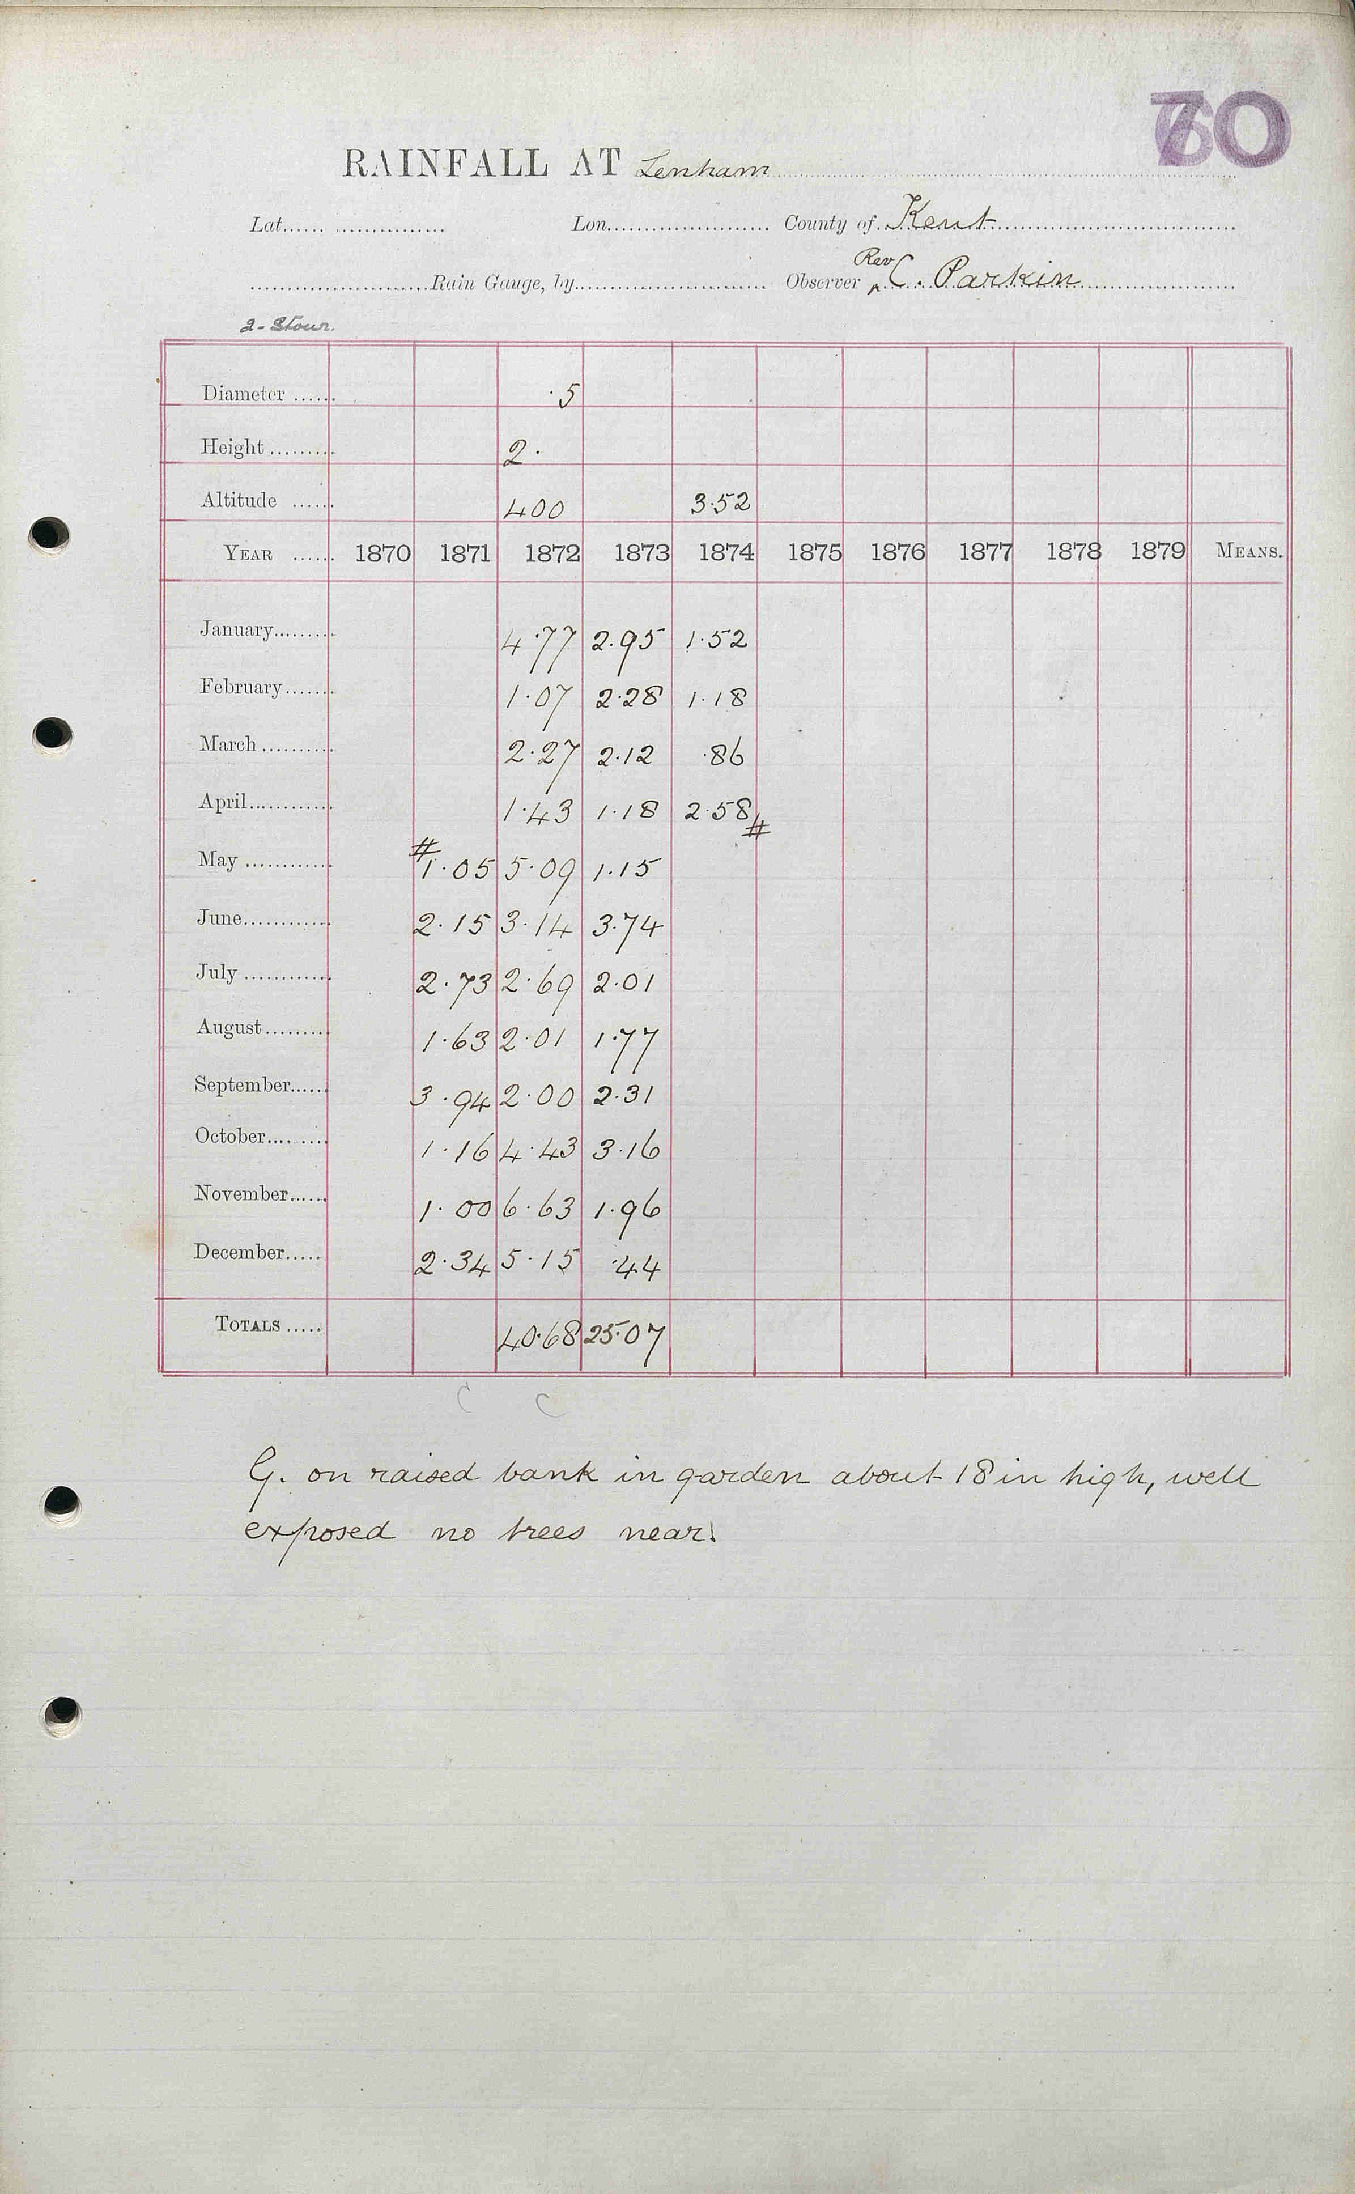 70
RAINFALL AT Lenham
Lat...... ................ Lon....................... County of Kent
Rain Gauge, by............................ Observer Rev C. Parkin
2 - Stour.
Diameter ...... ·5
Height ......... 2·
Altitude ...... 400 3·52
YEAR ...... 1870 1871 1872 1873 1874 1875 1876 1877 1878 1879 MEANS.
January......... 4·77 2·95 1·52
February....... 1·07 2·28 1·18
March .......... 2·27 2·12 ·86
April............ 1·43 1·18 2·58 #
May ............ # 1·05 5·09 1·15
June............ 2·15 3·14 3·74
July ............ 2·73 2·69 2·01
August......... 1·63 2·01 1·77
September...... 3·94 2·00 2·31
October.... ..... 1·16 4·43 3·16
November...... 1·00 6·63 1·96
December..... 2·34 5·15 ·44
TOTALS ..... 40·68 25·07
C C
G. on raised bank in garden about 18 in high, well
exposed no trees near.